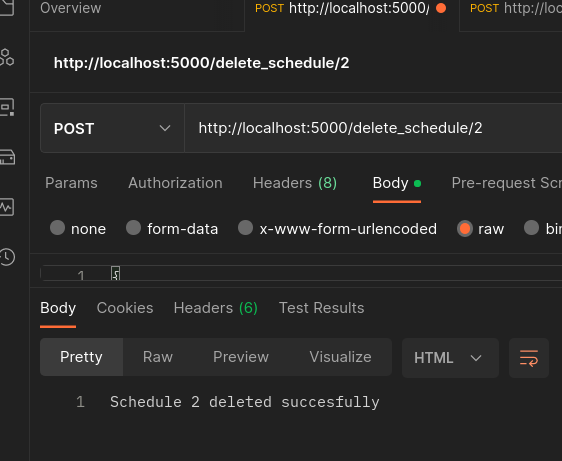 Overview
POST http://localhost:5000/
POST http://loc
http://localhost:5000/delete_schedule/2
POST http://localhost:5000/delete_schedule/2
Params Authorization Headers (8) Body Pre-request Scr
none form-data x-www-form-urlencoded raw bin
1 {
Body Cookies Headers (6) Test Results
Pretty Raw Preview Visualize HTML
1 Schedule 2 deleted succesfully